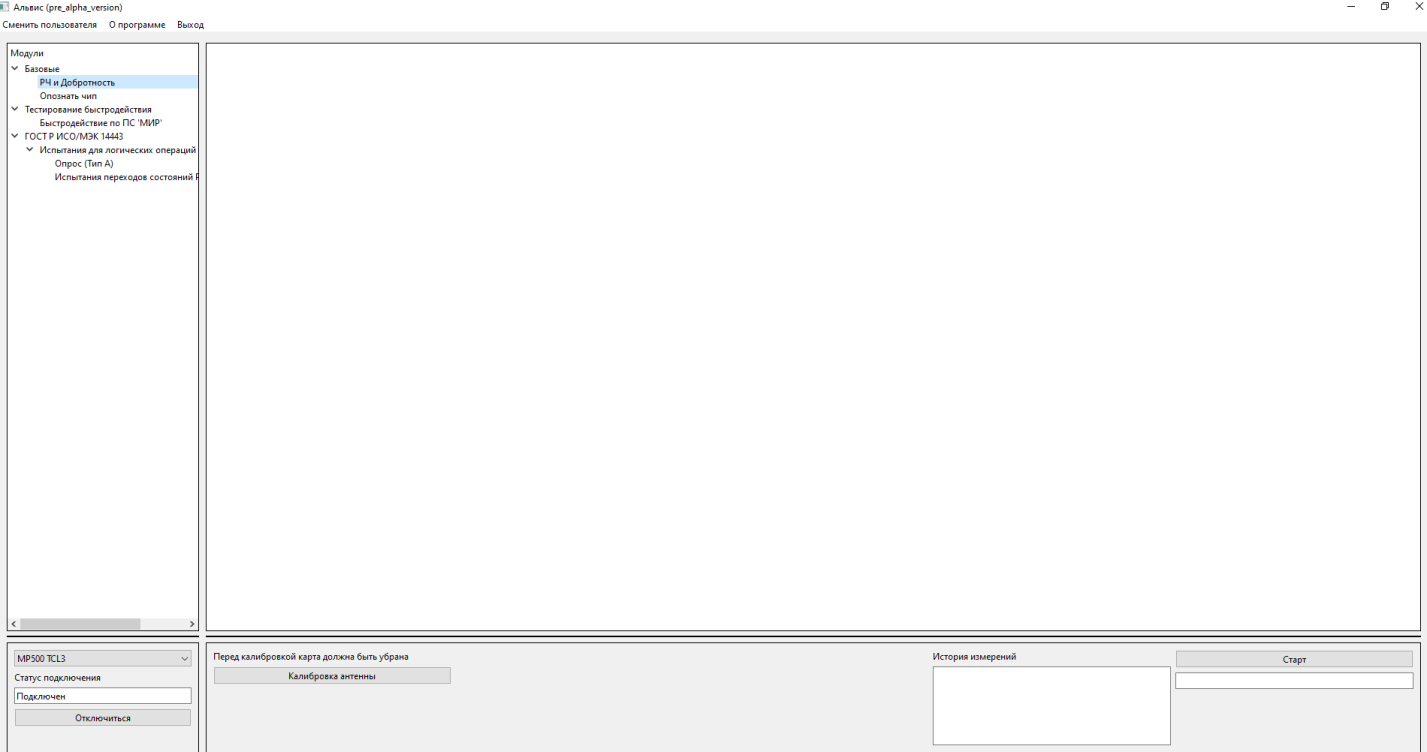 Альвис (pre_alpha_version)
Сменить пользователя О программе Выход
Модули
Базовые
РЧ и Добротность
Опознать чип
Тестирование быстродействия
Быстродействие по ПС 'МИР'
ГОСТ Р ИСО/МЭК 14443
Испытания для логических операций
Опрос (Тип А)
Испытания переходов состояний
MP500 TCL3
Статус подключения
Подключен
Отключиться
Перед калибровкой карта должна быть убрана
Калибровка антенны
История измерений
Старт